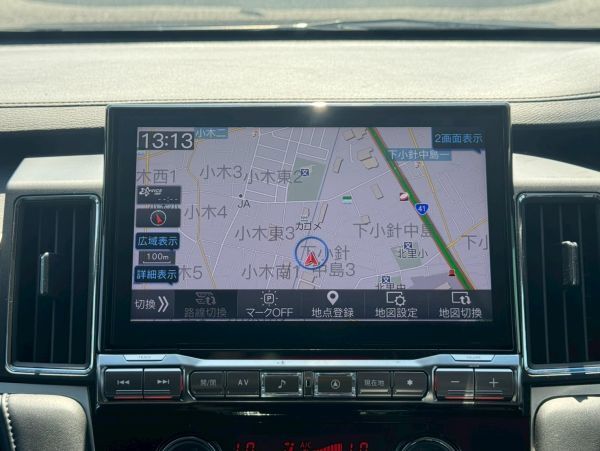 13:13
小木二
2画面表示
下小針中島一
木西1
小木3
小木東2
小木4
JA
カゴメ
41
広域表示
小木東3
下小針中島
下小
100m
下小針
中島3
北里小
詳細表示
木5
小木南1
北里中
切換
路線切換
マークOFF
地点登録
地図設定
地図切換
開/閉
AV
現在地
A/C